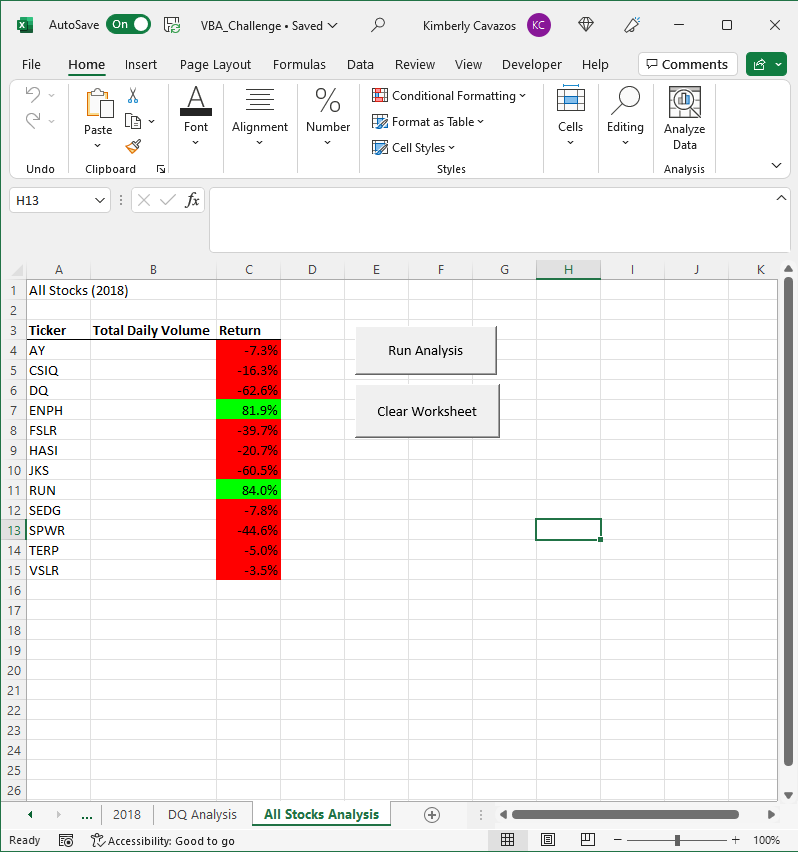 AutoSave On VBA_Challenge • Saved Kimberly Cavazos KC
File Home Insert Page Layout Formulas Data Review View Developer Help Comments
Paste Font Alignment Number Conditional Formatting Format as Table Cell Styles Cells Editing Analyze Data
Undo Clipboard Styles Analysis
H13 fx
A B C D E F G H I J K
1 All Stocks (2018)
2
3 Ticker Total Daily Volume Return
4 AY -7.3% Run Analysis
5 CSIQ -16.3%
6 DQ -62.6%
7 ENPH 81.9% Clear Worksheet
8 FSLR -39.7%
9 HASI -20.7%
10 JKS -60.5%
11 RUN 84.0%
12 SEDG -7.8%
13 SPWR -44.6%
14 TERP -5.0%
15 VSLR -3.5%
16
17
18
19
20
21
22
23
24
25
26
... 2018 DQ Analysis All Stocks Analysis
Ready Accessibility: Good to go 100%